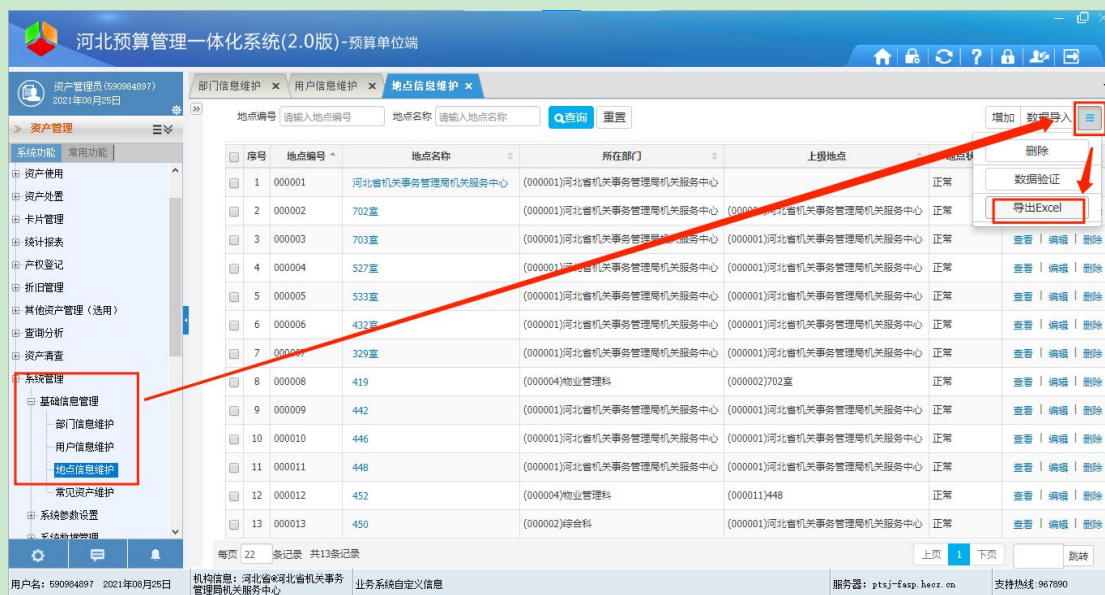 河北预算管理一体化系统(2.0版)-预算单位端
资产管理员(590984897)
2021年08月25日
资产管理
系统功能 常用功能
资产使用
资产处置
卡片管理
统计报表
产权登记
折旧管理
其他资产管理（选用）
查询分析
资产清查
系统管理
基础信息管理
部门信息维护
用户信息维护
地点信息维护
常见资产维护
系统参数设置
系统数据管理
部门信息维护 × 用户信息维护 × 地点信息维护 ×
地点编号 请输入地点编号 地点名称 请输入地点名称 查询 重置 增加 数据导入
删除
数据验证
导出Excel
序号 地点编号 地点名称 所在部门 上级地点
1 000001 河北省机关事务管理局机关服务中心 (000001)河北省机关事务管理局机关服务中心 正常
2 000002 702室 (000001)河北省机关事务管理局机关服务中心 (000001)河北省机关事务管理局机关服务中心 正常
3 000003 703室 (000001)河北省机关事务管理局机关服务中心 (000001)河北省机关事务管理局机关服务中心 正常 查看 | 编辑 | 删除
4 000004 527室 (000001)河北省机关事务管理局机关服务中心 (000001)河北省机关事务管理局机关服务中心 正常 查看 | 编辑 | 删除
5 000005 533室 (000001)河北省机关事务管理局机关服务中心 (000001)河北省机关事务管理局机关服务中心 正常 查看 | 编辑 | 删除
6 000006 432室 (000001)河北省机关事务管理局机关服务中心 (000001)河北省机关事务管理局机关服务中心 正常 查看 | 编辑 | 删除
7 000007 329室 (000001)河北省机关事务管理局机关服务中心 (000001)河北省机关事务管理局机关服务中心 正常 查看 | 编辑 | 删除
8 000008 419 (000004)物业管理科 (000002)702室 正常 查看 | 编辑 | 删除
9 000009 442 (000001)河北省机关事务管理局机关服务中心 (000001)河北省机关事务管理局机关服务中心 正常 查看 | 编辑 | 删除
10 000010 446 (000001)河北省机关事务管理局机关服务中心 (000001)河北省机关事务管理局机关服务中心 正常 查看 | 编辑 | 删除
11 000011 448 (000001)河北省机关事务管理局机关服务中心 (000001)河北省机关事务管理局机关服务中心 正常 查看 | 编辑 | 删除
12 000012 452 (000004)物业管理科 (000011)448 正常 查看 | 编辑 | 删除
13 000013 450 (000002)综合科 (000001)河北省机关事务管理局机关服务中心 正常 查看 | 编辑 | 删除
每页 22 条记录 共13条记录 上页 1 下页 跳转
用户名: 590984897 2021年08月25日
机构信息: 河北省@河北省机关事务
管理局机关服务中心
业务系统自定义信息
服务器: ptsj-fasp.hecz.cn
支持热线:967890